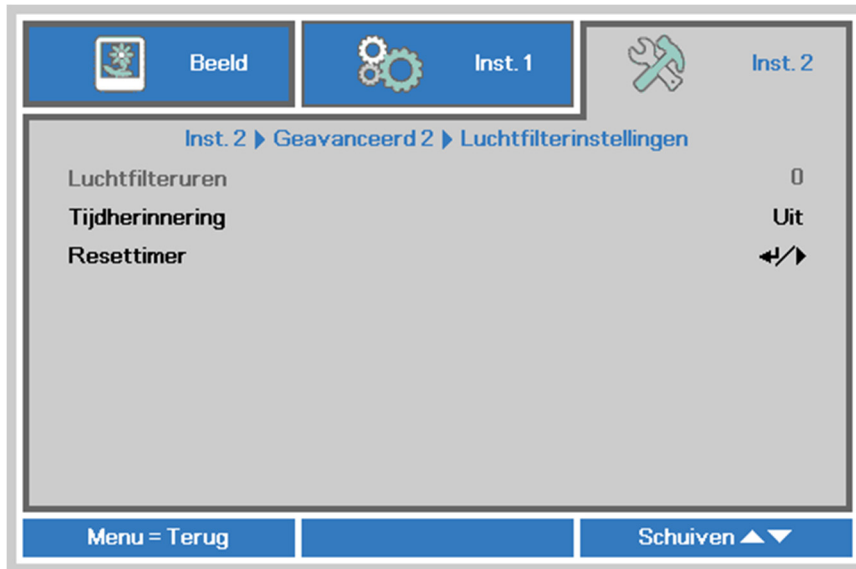 Beeld
Inst. 1
Inst. 2
Inst. 2 Geavanceerd 2 Luchtfilterinstellingen
Luchtfilteruren 0
Tijdherinnering Uit
Resettimer ↵/▶
Menu = Terug
Schuiven ▲▼